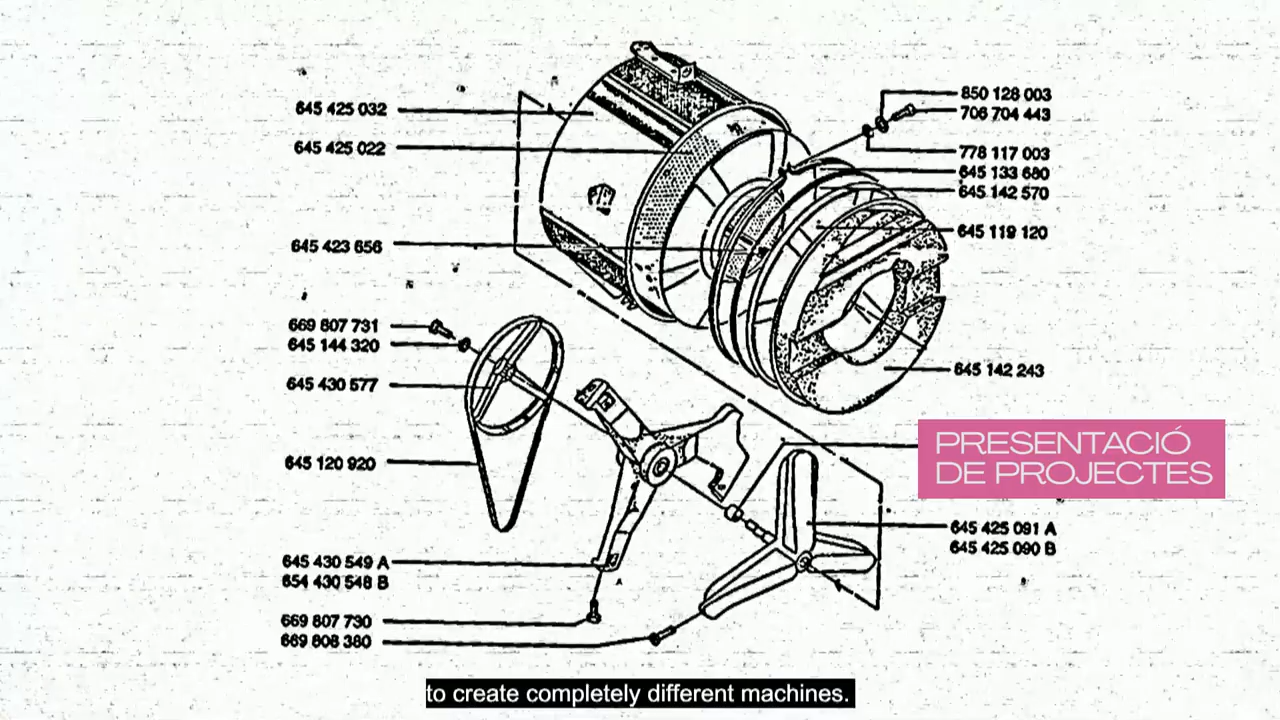 645 425 032
645 425 022
645 423 656
850 128 003
706 704 443
778 117 003
645 133 680
645 142 570
645 119 120
645 142 243
669 807 731
645 144 320
645 430 577
645 120 920
645 430 549 A
654 430 548 B
669 807 730
669 808 380
PRESENTACIÓ
DE PROJECTES
645 425 091 A
645 425 090 B
A
to create completely different machines.